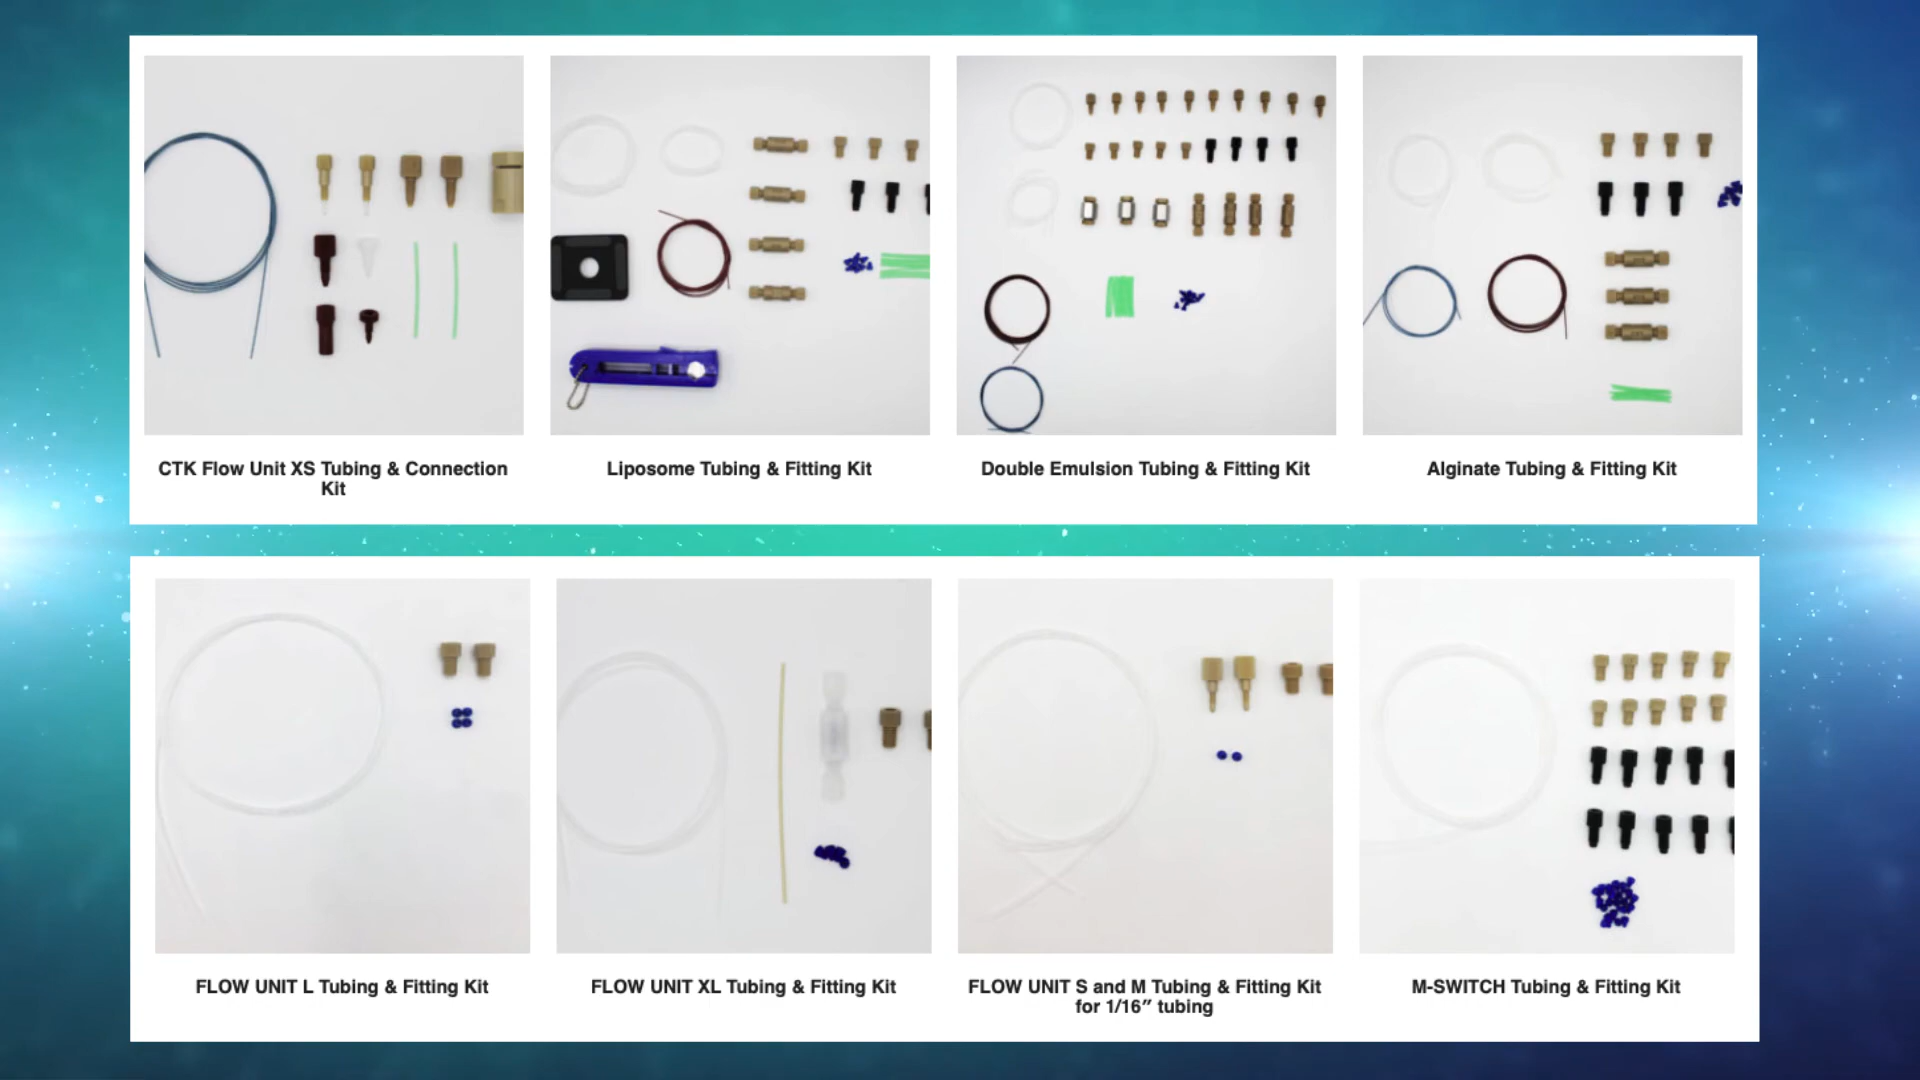 CTK Flow Unit XS Tubing & Connection
Kit
Liposome Tubing & Fitting Kit
Double Emulsion Tubing & Fitting Kit
Alginate Tubing & Fitting Kit
FLOW UNIT L Tubing & Fitting Kit
FLOW UNIT XL Tubing & Fitting Kit
FLOW UNIT S and M Tubing & Fitting Kit
for 1/16″ tubing
M-SWITCH Tubing & Fitting Kit